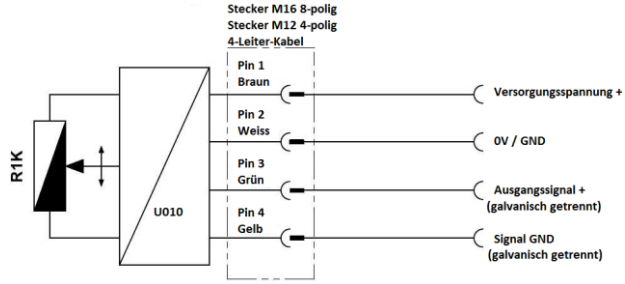 Stecker M16 8-polig
Stecker M12 4-polig
4-Leiter-Kabel
Pin 1
Braun
Versorgungsspannung +
Pin 2
Weiss
0V / GND
R1K
Pin 3
Grün
Ausgangssignal +
(galvanisch getrennt)
U010
Pin 4
Gelb
Signal GND
(galvanisch getrennt)